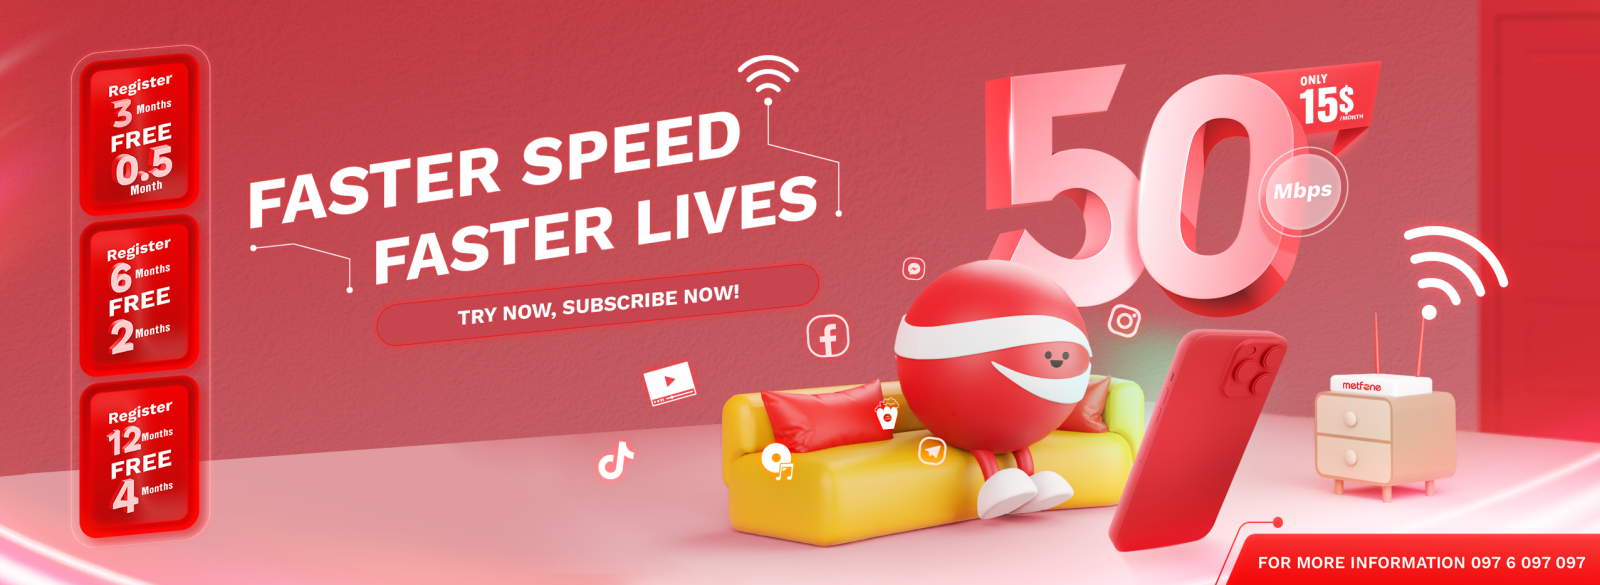 Register
3 Months
FREE
0.5
Month
Register
6 Months
FREE
2 Months
Register
12 Months
FREE
4 Months
FASTER SPEED
FASTER LIVES
TRY NOW, SUBSCRIBE NOW!
50
Mbps
ONLY
15$
/MONTH
metfone
FOR MORE INFORMATION 097 6 097 097